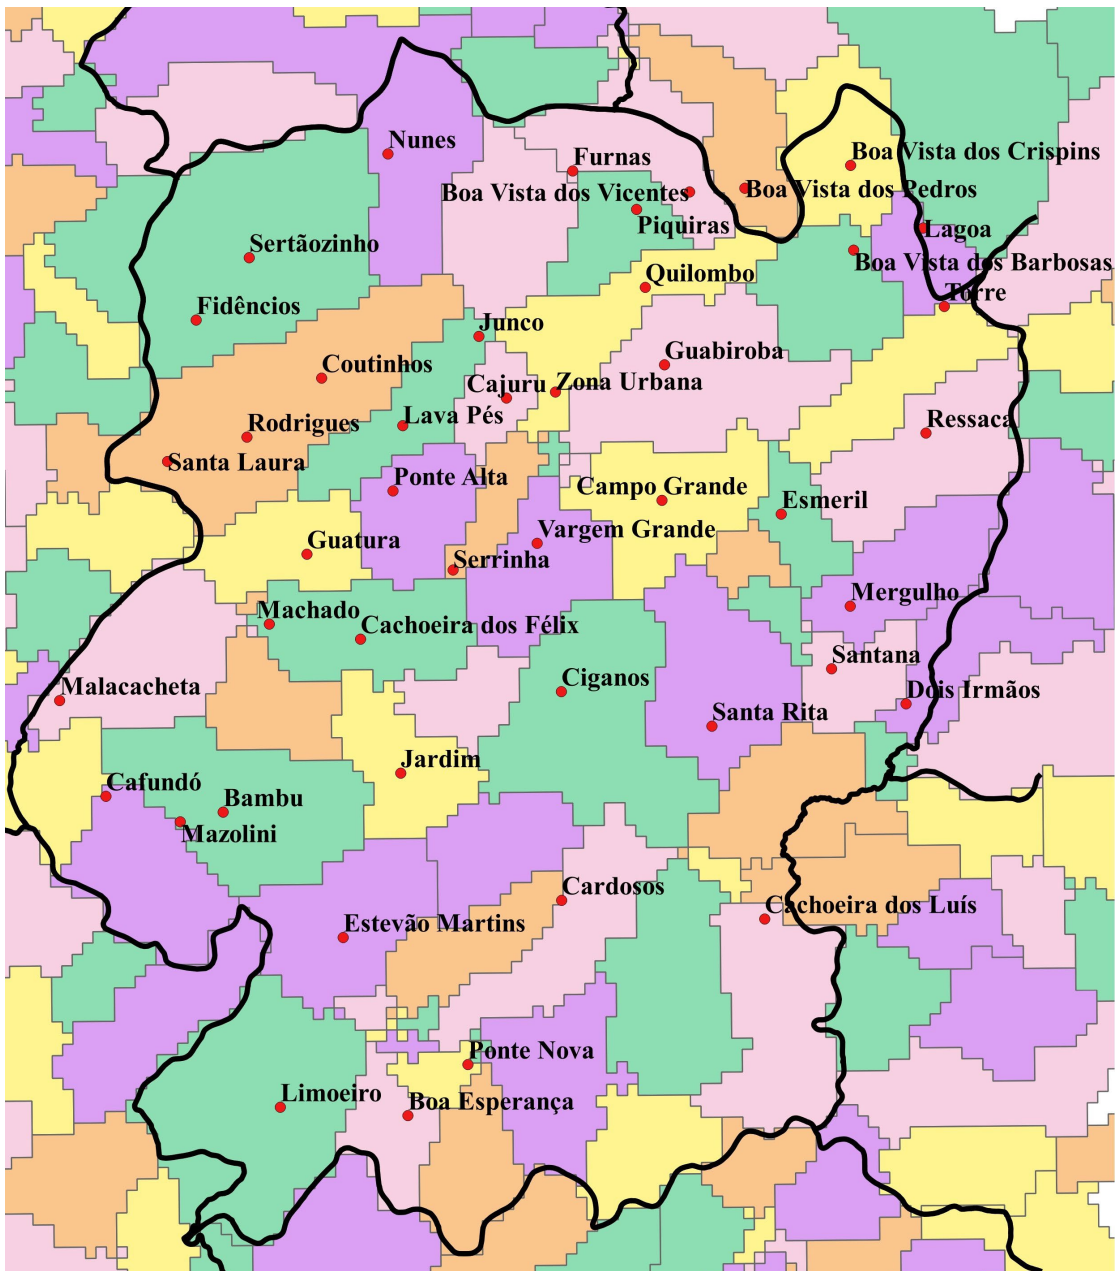 Nunes
Furnas
Boa Vista dos Crispins
Boa Vista dos Vicentes
Boa Vista dos Pedros
Piquiras
Lagoa
Sertãozinho
Boa Vista dos Barbosas
Quilombo
Torre
Fidêncios
Junco
Guabiroba
Coutinhos
Cajuru
Zona Urbana
Lava Pés
Ressaca
Rodrigues
Santa Laura
Ponte Alta
Campo Grande
Esmeril
Vargem Grande
Guatura
Serrinha
Mergulho
Machado
Cachoeira dos Félix
Santana
Ciganos
Malacacheta
Dois Irmãos
Santa Rita
Jardim
Cafundó
Bambu
Mazolini
Cardosos
Cachoeira dos Luís
Estevão Martins
Ponte Nova
Limoeiro
Boa Esperança